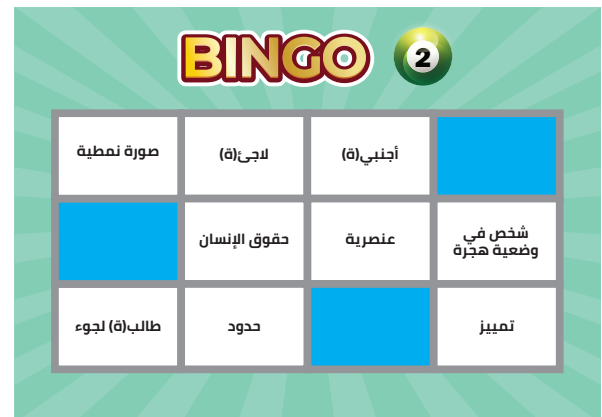 BINGO 2
أجنبي(ة)
لاجئ(ة)
صورة نمطية
شخص في
وضعية هجرة
عنصرية
حقوق الإنسان
تمييز
حدود
طالب(ة) لجوء